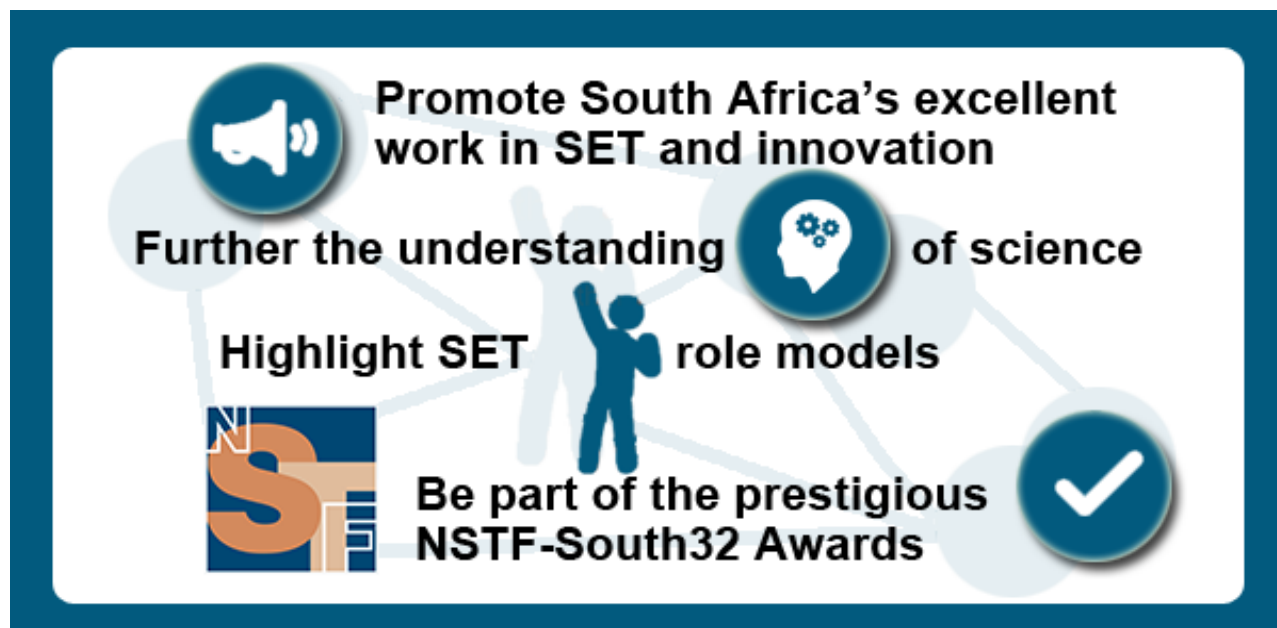 Promote South Africa's excellent
work in SET and innovation
Further the understanding of science
Highlight SET role models
NSTF
Be part of the prestigious
NSTF-South32 Awards